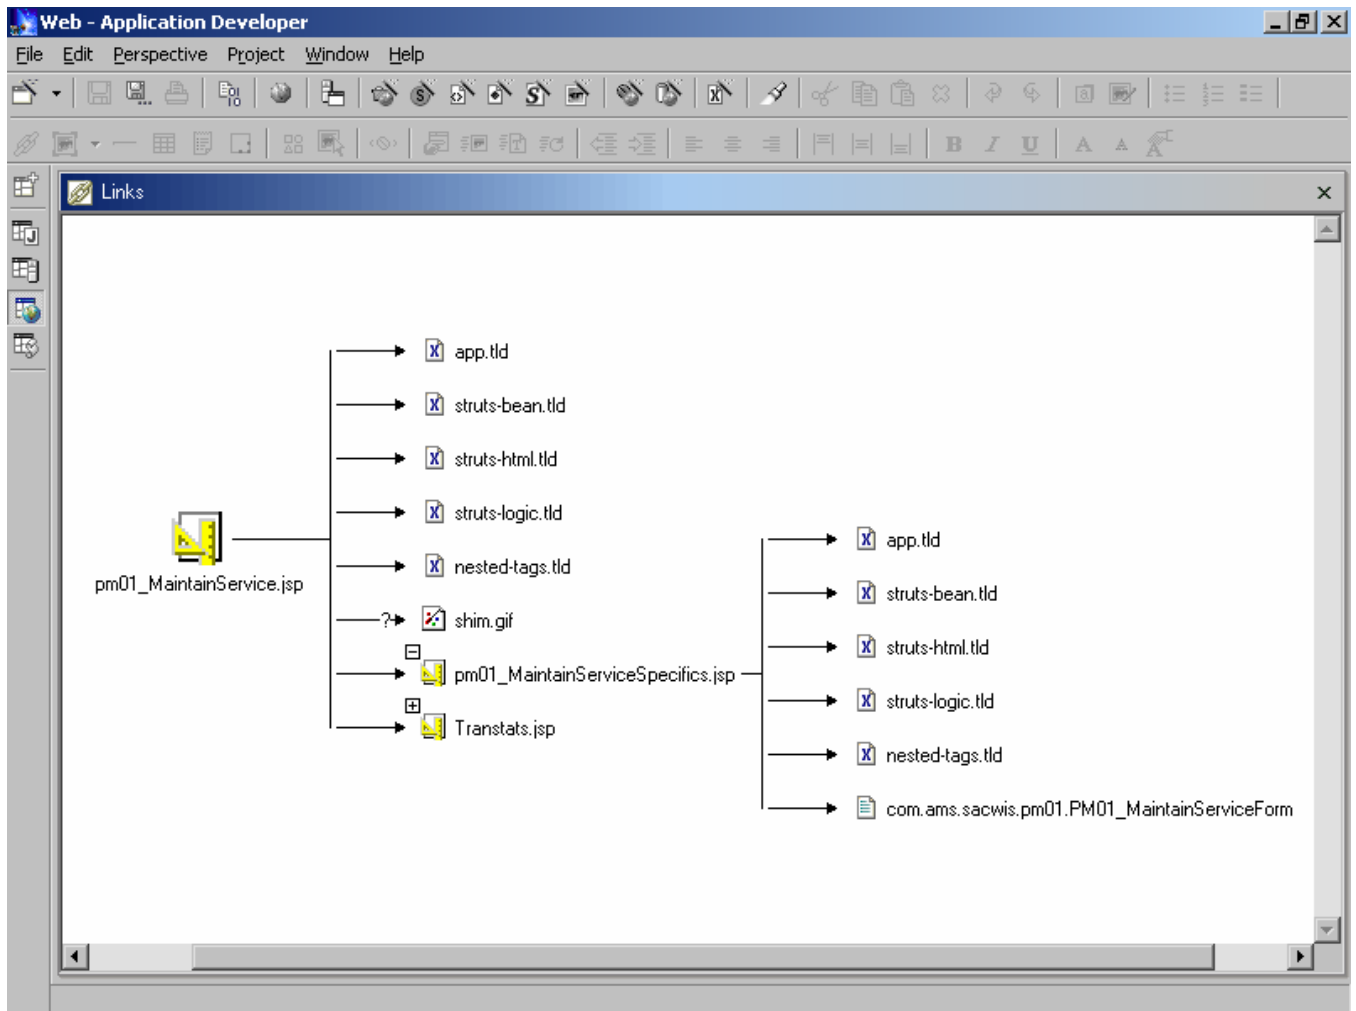 Web - Application Developer
File Edit Perspective Project Window Help
Links
app.tld
struts-bean.tld
struts-html.tld
struts-logic.tld
nested-tags.tld
pm01_MaintainService.jsp
?
shim.gif
pm01_MaintainServiceSpecifics.jsp
Transtats.jsp
app.tld
struts-bean.tld
struts-html.tld
struts-logic.tld
nested-tags.tld
com.ams.sacwis.pm01.PM01_MaintainServiceForm